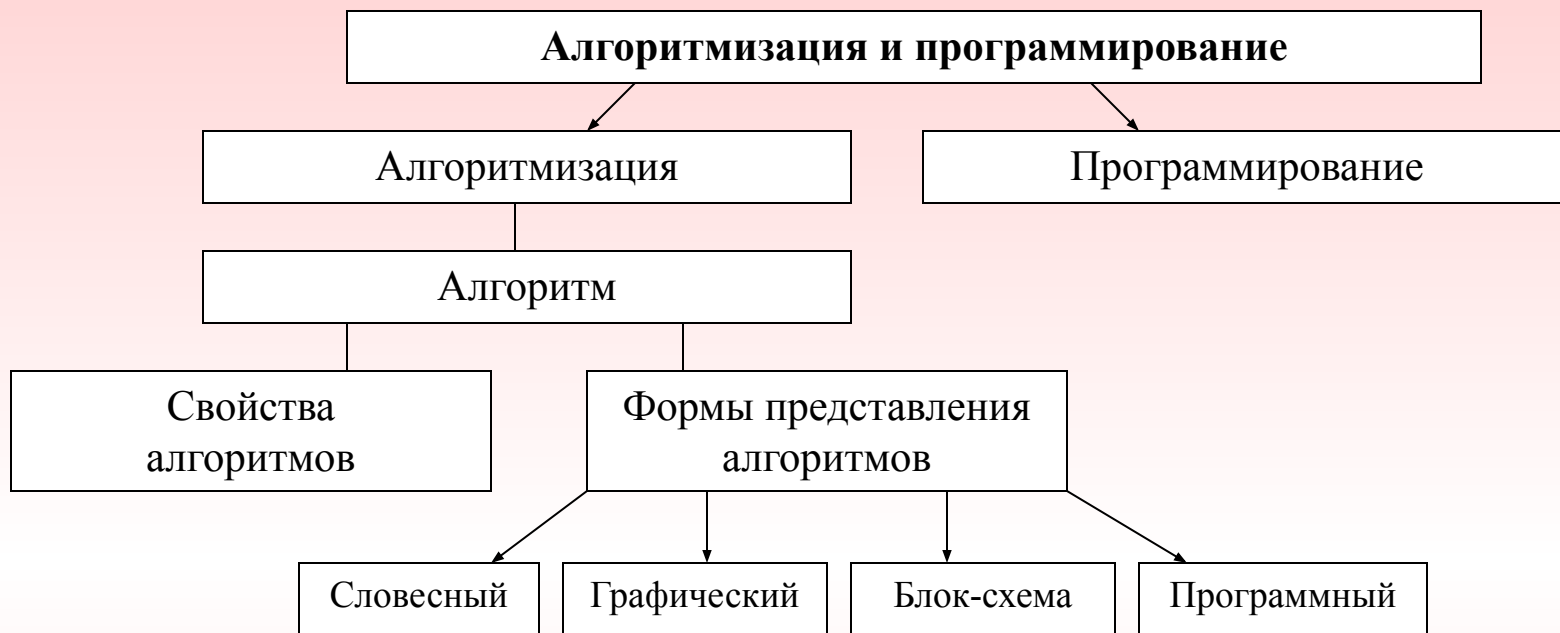 Алгоритмизация и программирование
Алгоритмизация
Программирование
Алгоритм
Свойства
алгоритмов
Формы представления
алгоритмов
Словесный
Графический
Блок-схема
Программный